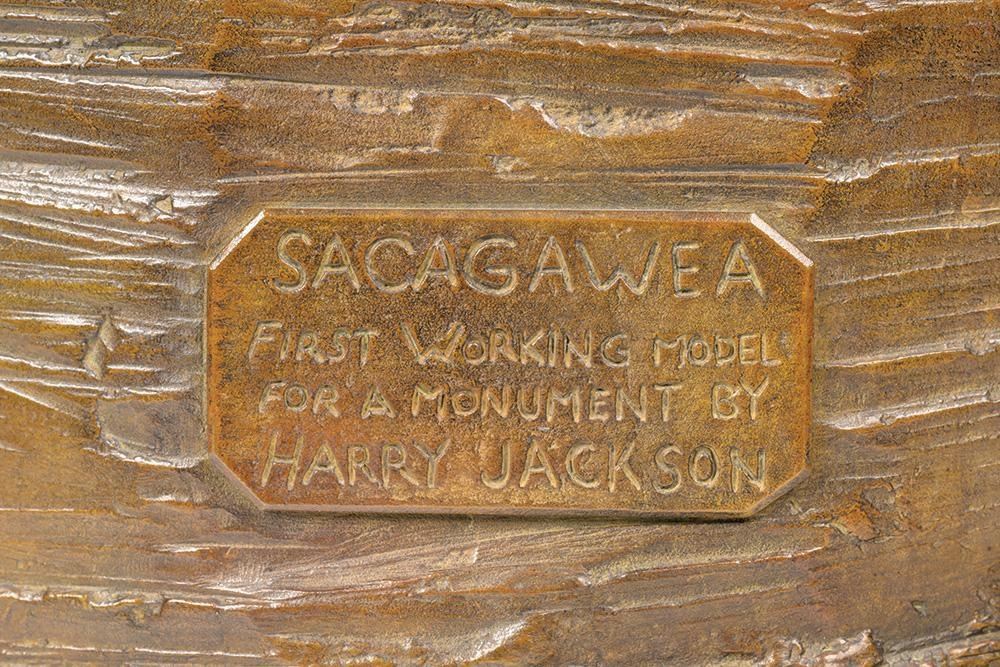 SACAGAWEA
FIRST WORKING MODEL
FOR A MONUMENT BY
HARRY JACKSON